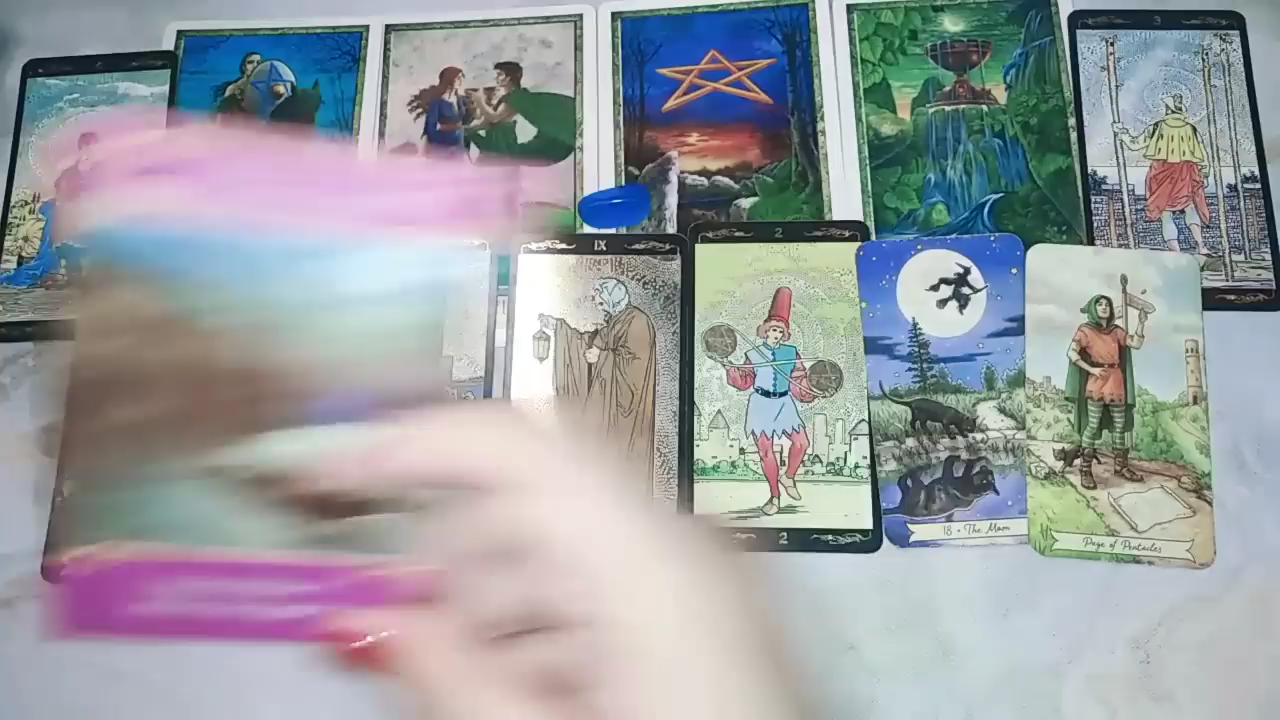 3
IX
2
2
18 • The Moon
Page of Pentacles